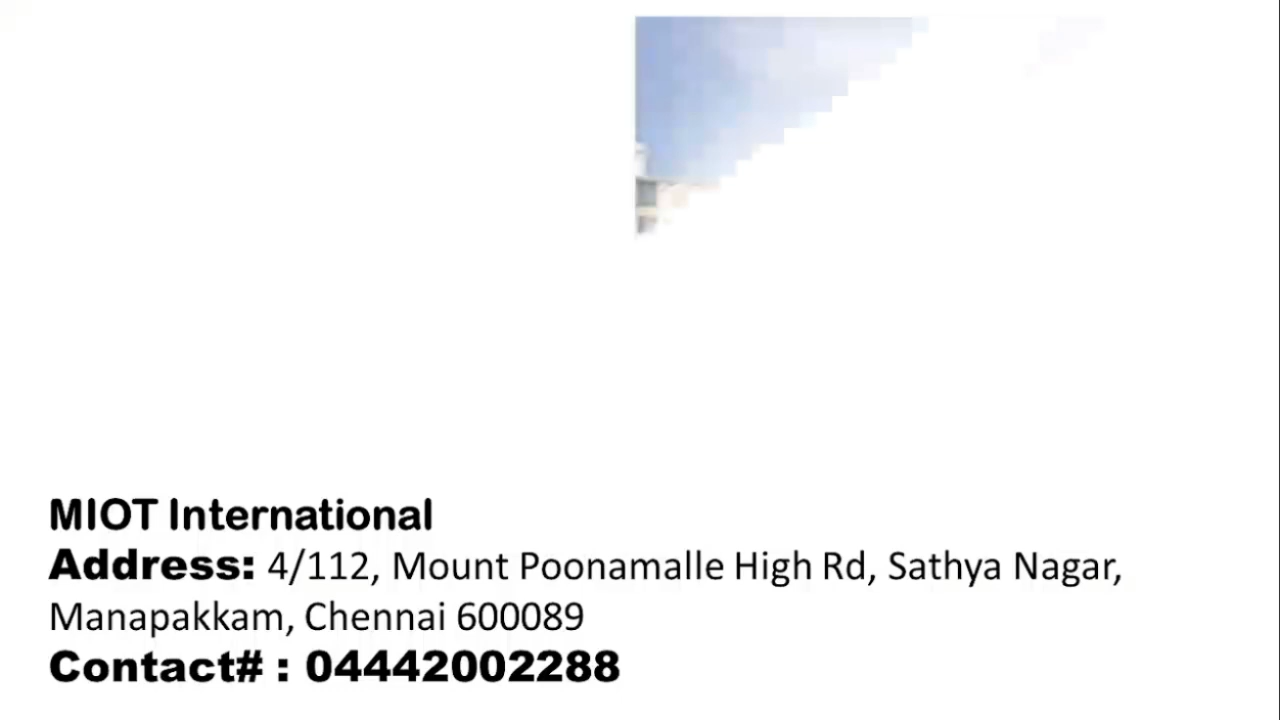 MIOT International
Address: 4/112, Mount Poonamalle High Rd, Sathya Nagar,
Manapakkam, Chennai 600089
Contact# : 04442002288